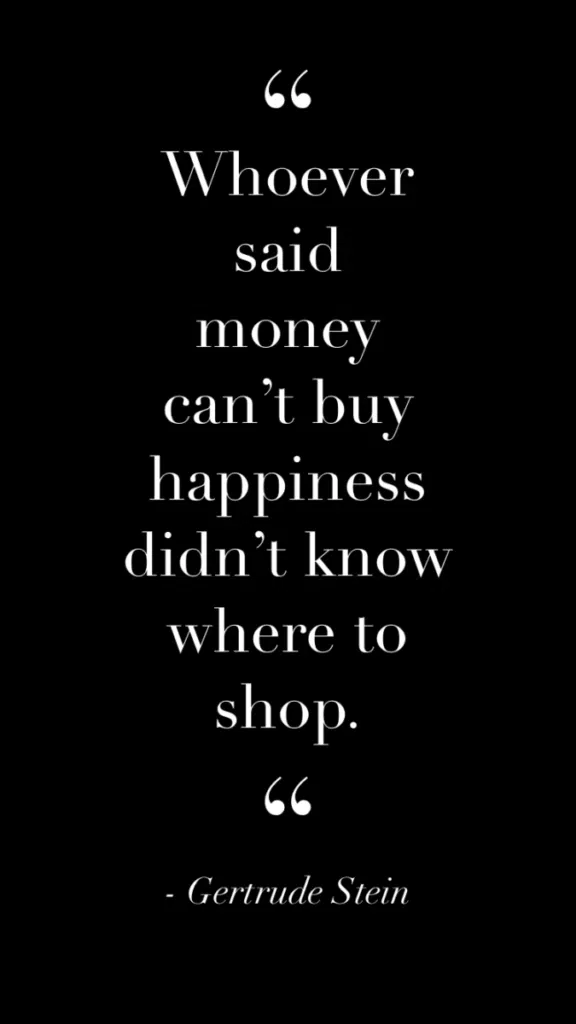 “
Whoever
said
money
can’t buy
happiness
didn’t know
where to
shop.
“
- Gertrude Stein